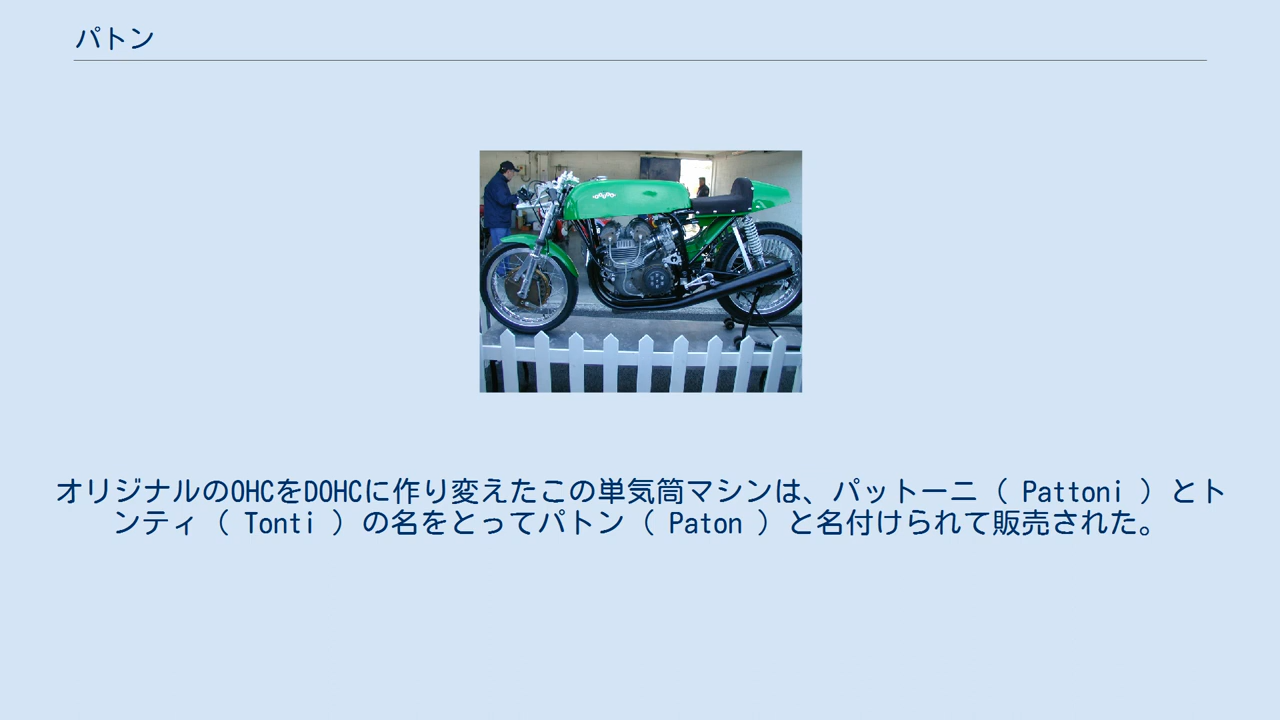 パトン
オリジナルのOHCをDOHCに作り変えたこの単気筒マシンは、パットーニ（ Pattoni ）とト
ンティ（ Tonti ）の名をとってパトン（ Paton ）と名付けられて販売された。